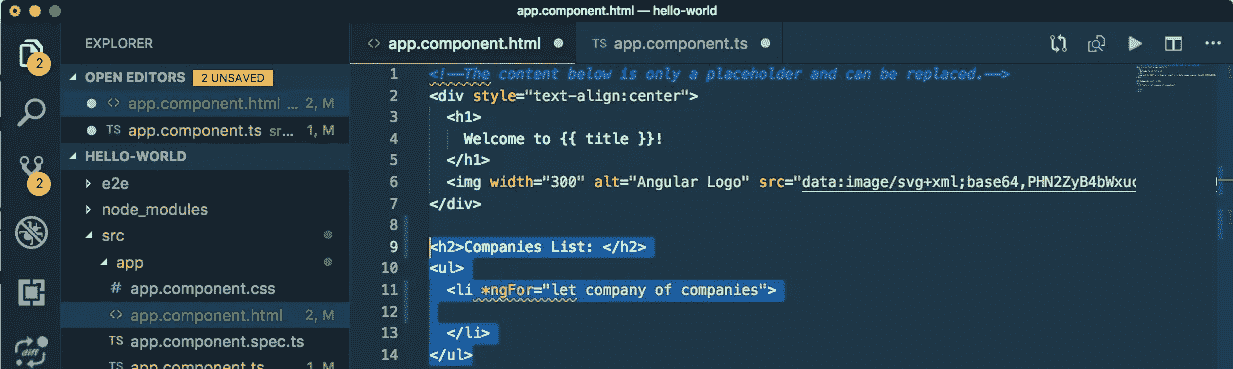 app.component.html — hello-world
EXPLORER
OPEN EDITORS 2 UNSAVED
<> app.component.html ... 2, M
TS app.component.ts sr... 1, M
HELLO-WORLD
e2e
node_modules
src
app
# app.component.css
<> app.component.html 2, M
TS app.component.spec.ts
TS app.component.ts 1, M
2
2
diff
<> app.component.html
TS app.component.ts
1 <!--The content below is only a placeholder and can be replaced.-->
2 <div style="text-align:center">
3 <h1>
4 Welcome to {{ title }}!
5 </h1>
6 <img width="300" alt="Angular Logo" src="data:image/svg+xml;base64,PHN2ZyB4bWxuc
7 </div>
8
9 <h2>Companies List: </h2>
10 <ul>
11 <li *ngFor="let company of companies">
12
13 </li>
14 </ul>